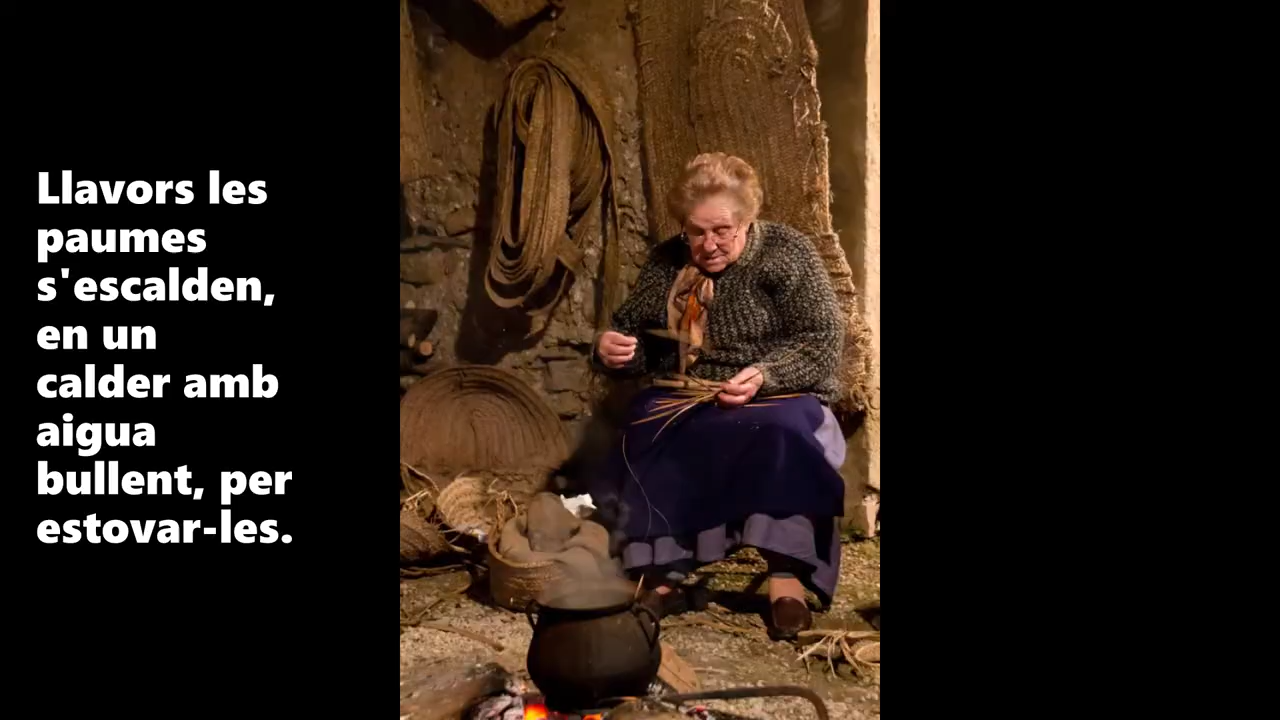 Llavors les
paumes
s'escalden,
en un
calder amb
aigua
bullent, per
estovar-les.